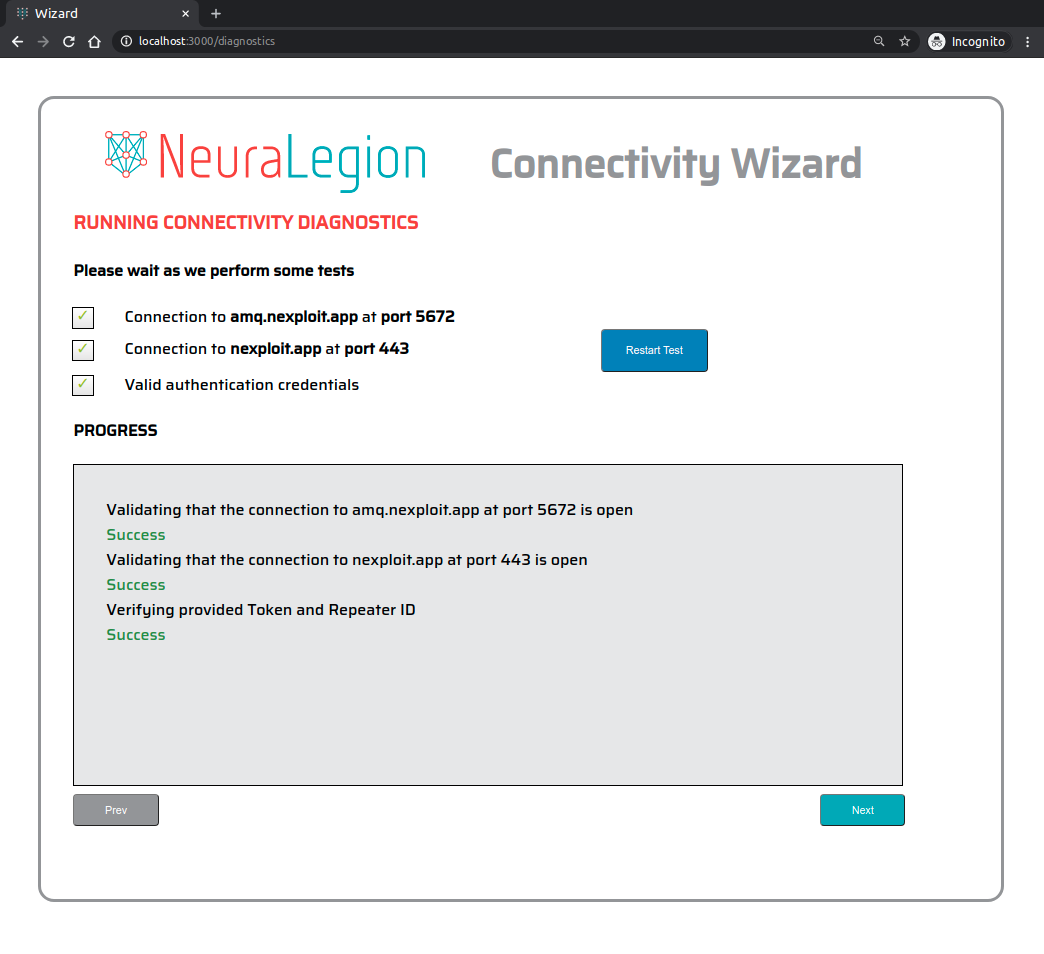 Wizard
localhost:3000/diagnostics
Incognito
NeuraLegion
Connectivity Wizard
RUNNING CONNECTIVITY DIAGNOSTICS
Please wait as we perform some tests
Connection to amq.nexploit.app at port 5672
Connection to nexploit.app at port 443
Restart Test
Valid authentication credentials
PROGRESS
Validating that the connection to amq.nexploit.app at port 5672 is open
Success
Validating that the connection to nexploit.app at port 443 is open
Success
Verifying provided Token and Repeater ID
Success
Prev
Next